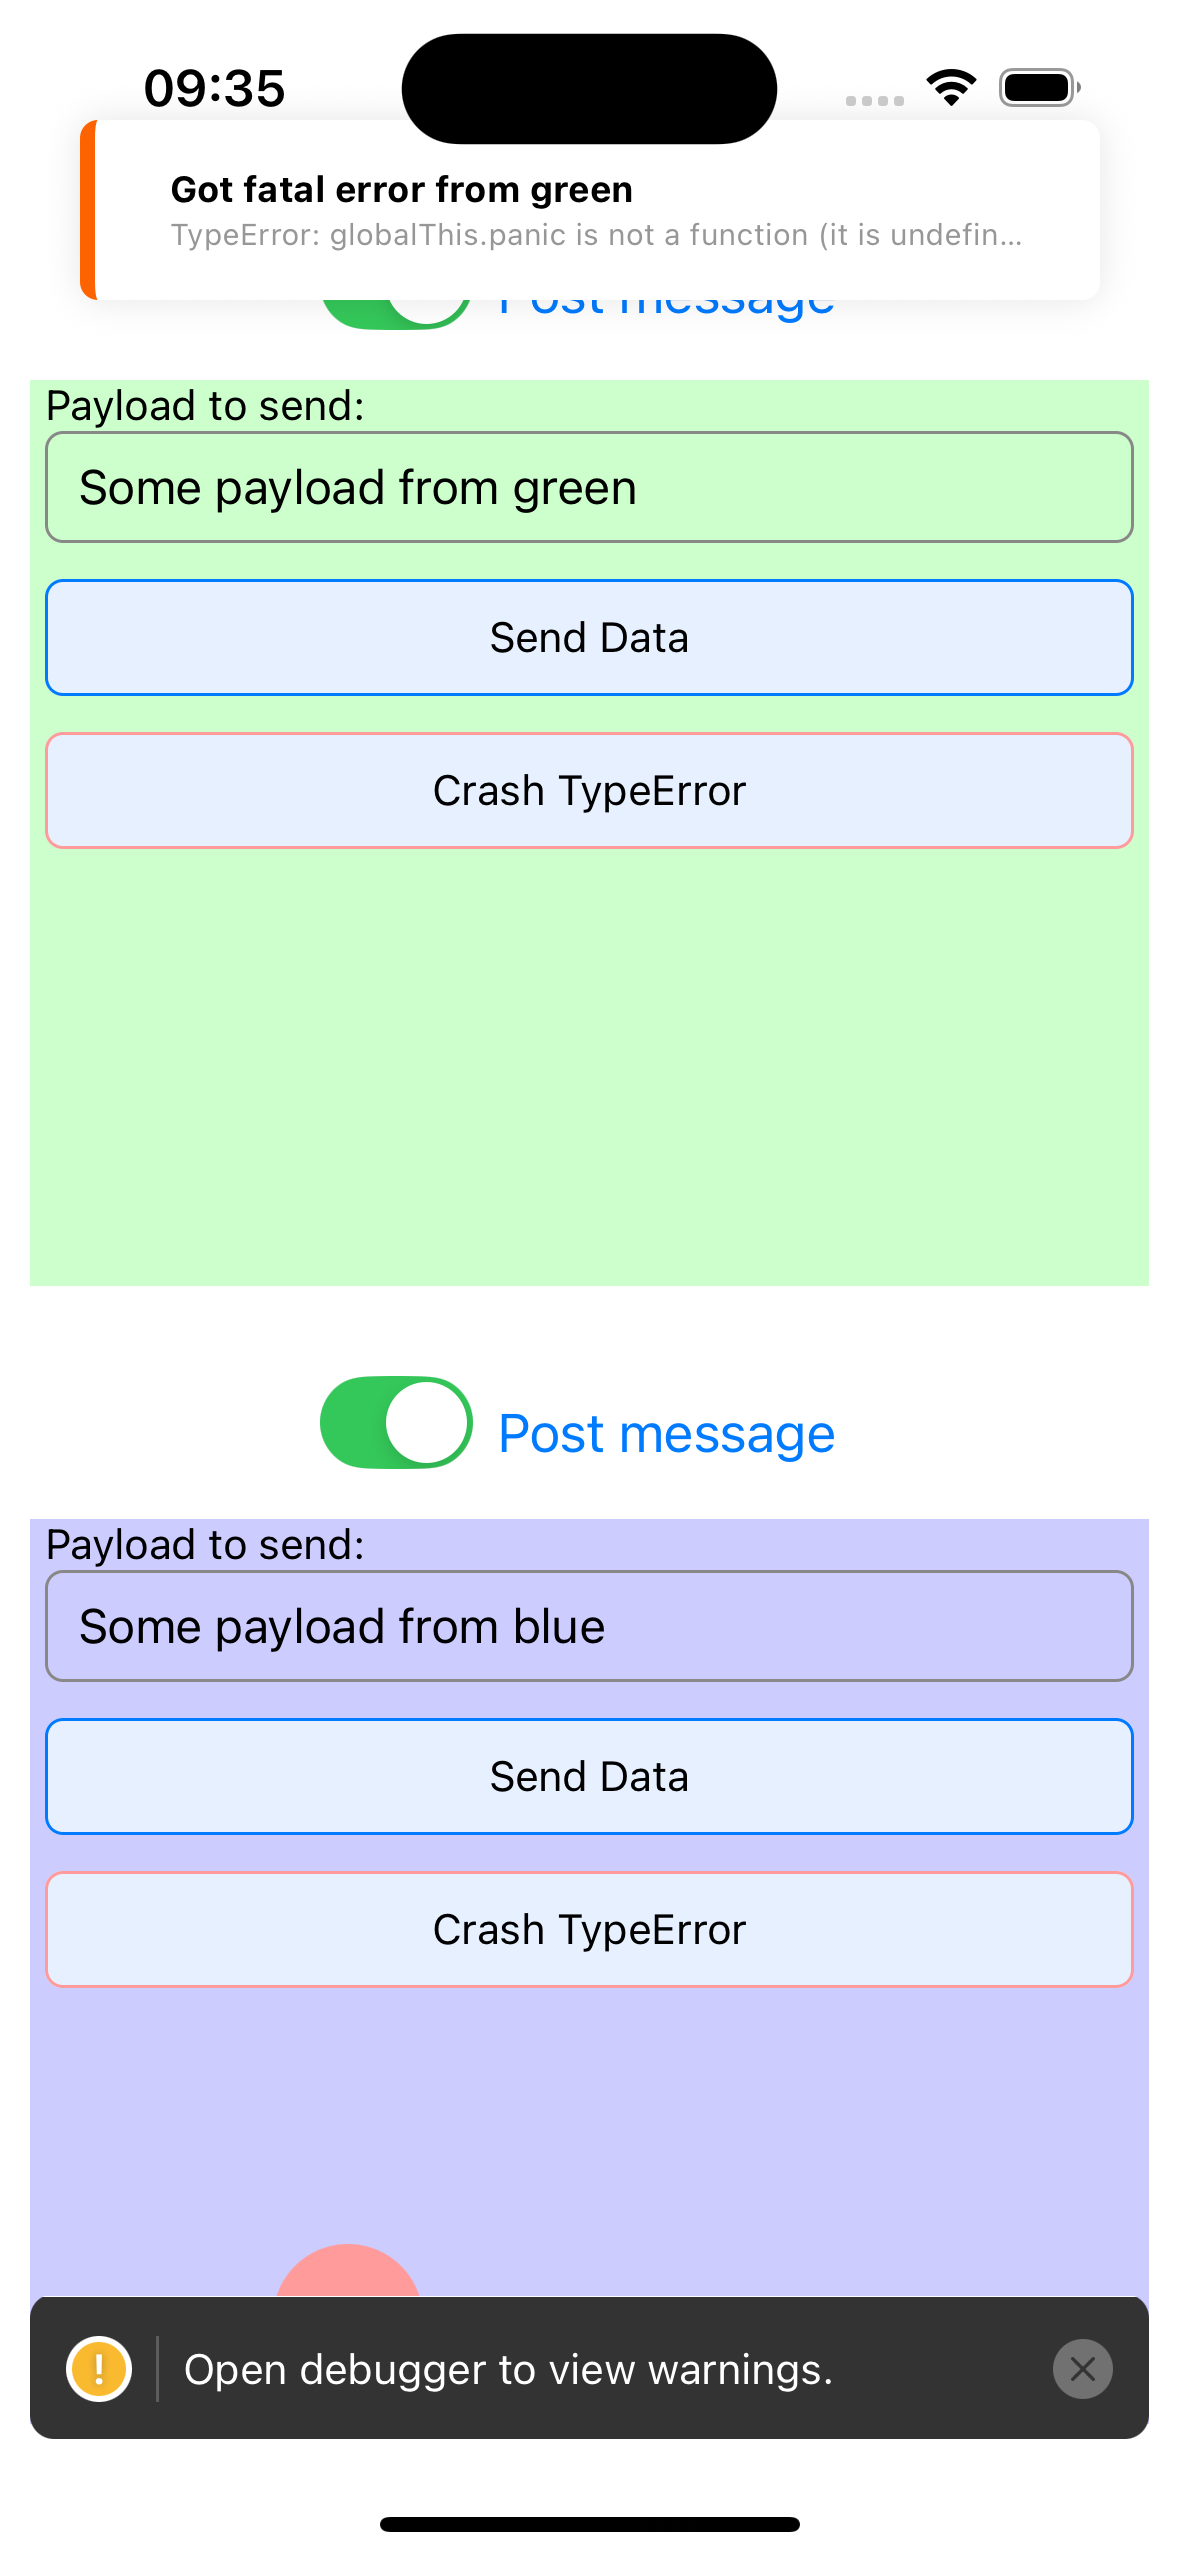 09:35
Got fatal error from green
TypeError: globalThis.panic is not a function (it is undefin...
Post message
Payload to send:
Some payload from green
Send Data
Crash TypeError
Post message
Payload to send:
Some payload from blue
Send Data
Crash TypeError
Open debugger to view warnings.